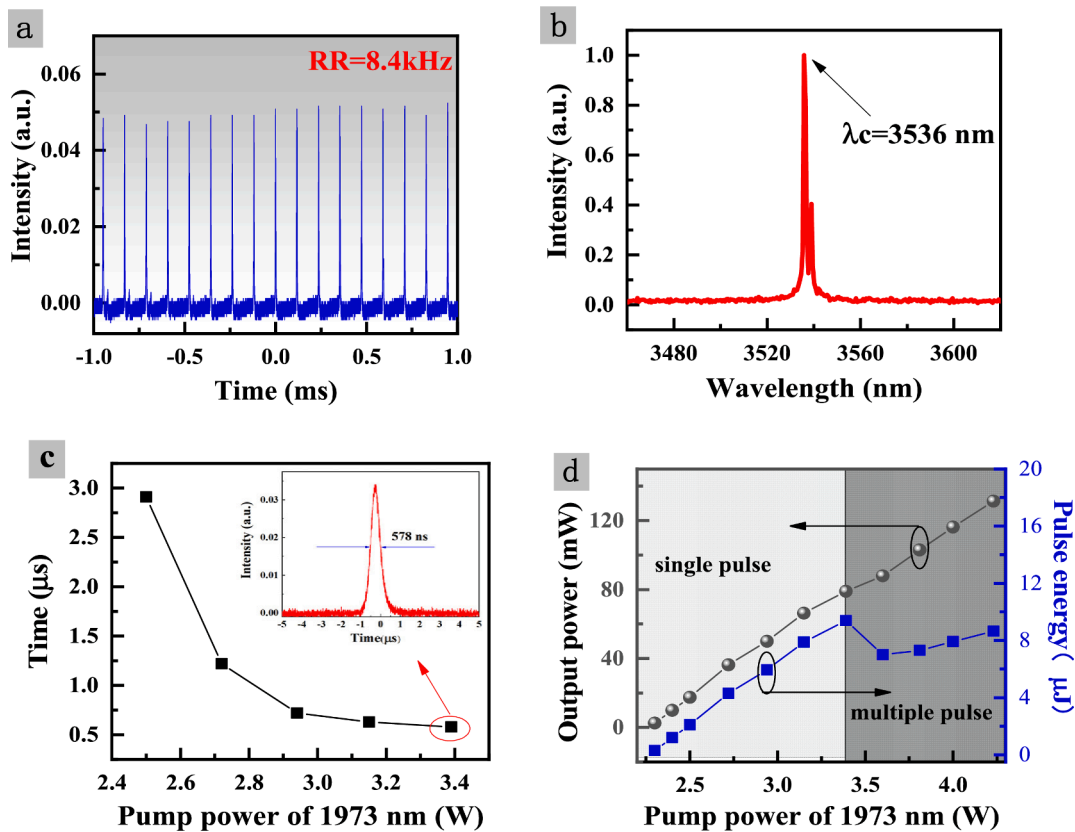 a
RR=8.4kHz
Intensity (a.u.)
0.06
0.04
0.02
0.00
-1.0 -0.5 0.0 0.5 1.0
Time (ms)
b
λc=3536 nm
Intensity (a.u.)
1.0
0.8
0.6
0.4
0.2
0.0
3480 3520 3560 3600
Wavelength (nm)
c
Time (μs)
3.0
2.5
2.0
1.5
1.0
0.5
2.4 2.6 2.8 3.0 3.2 3.4
Pump power of 1973 nm (W)
Intensity (a.u.)
0.03
0.02
0.01
0.00
578 ns
-5 -4 -3 -2 -1 0 1 2 3 4 5
Time(μs)
d
Output power (mW)
120
80
40
0
single pulse
multiple pulse
20
16
12
8
4
0
Pulse energy( μJ)
2.5 3.0 3.5 4.0
Pump power of 1973 nm (W)